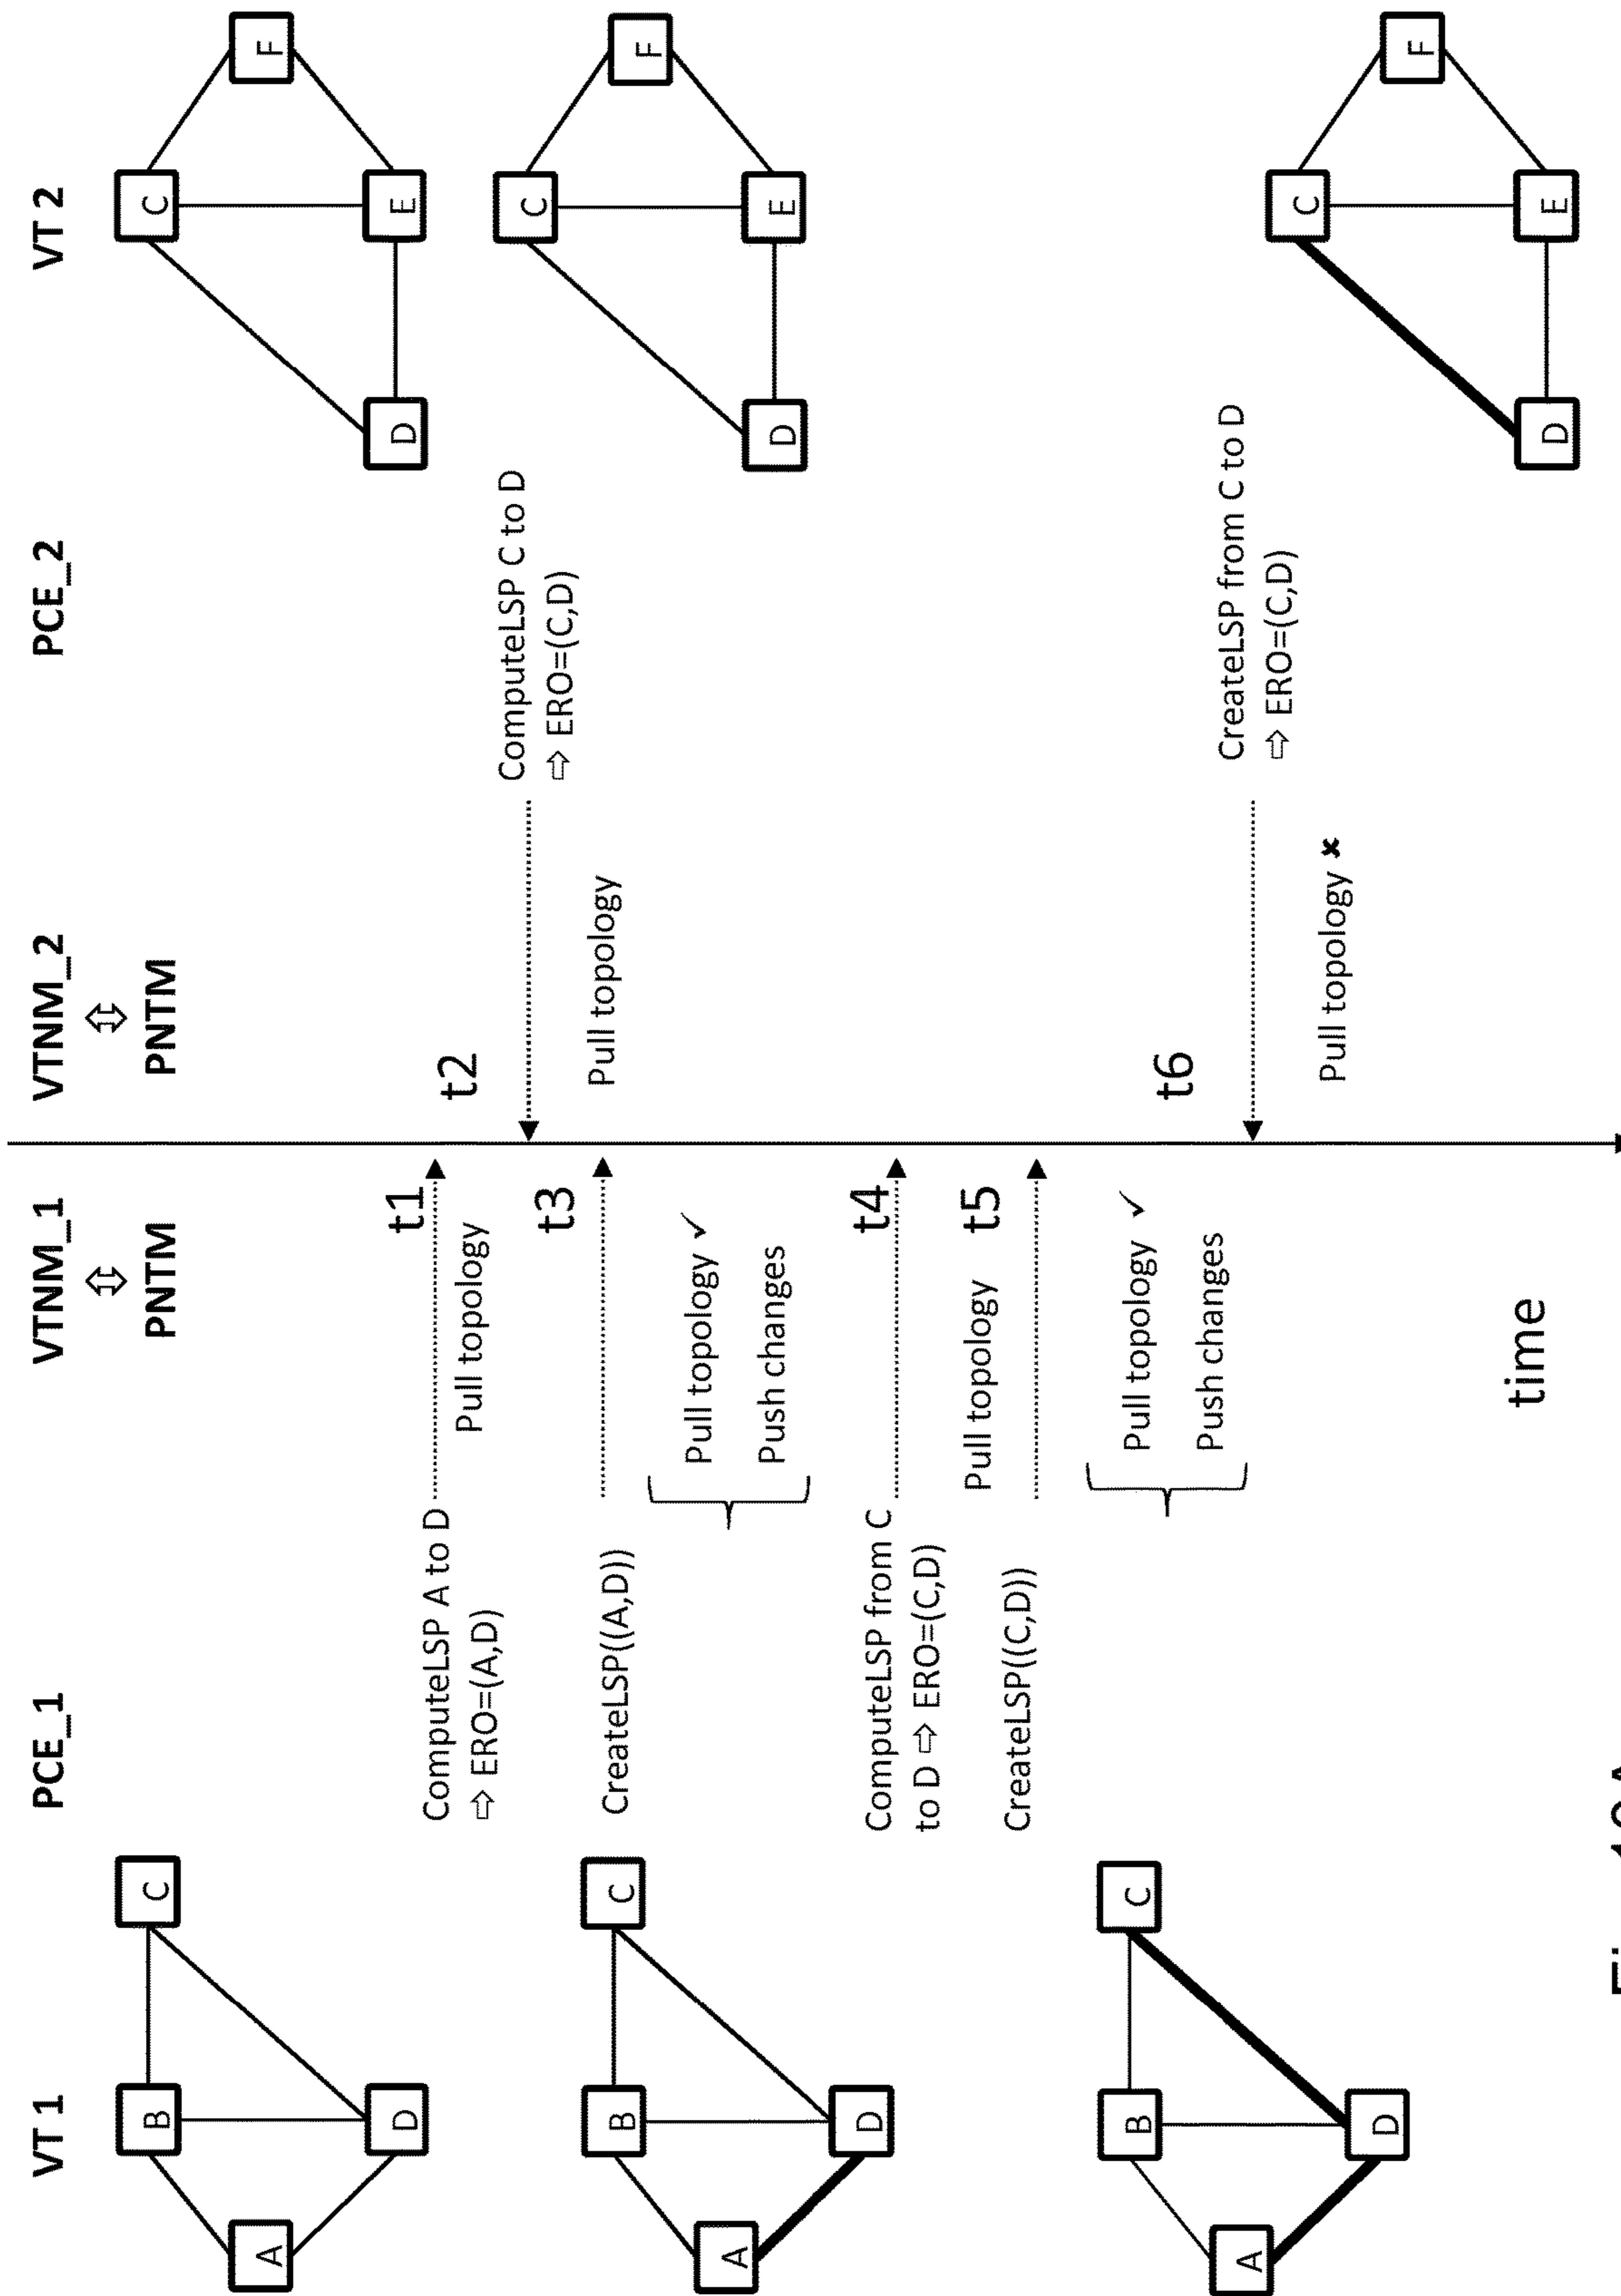 VT 1
PCE_1
VTNM_1
⇔
PNTM
VTNM_2
⇔
PNTM
PCE_2
VT 2
B
C
A
D
C
F
D
E
ComputeLSP A to D
⇨ ERO=(A,D)
t1
Pull topology
t2
ComputeLSP C to D
⇨ ERO=(C,D)
Pull topology
C
F
D
E
B
C
A
D
CreateLSP((A,D))
t3
Pull topology ✓
Push changes
ComputeLSP from C
to D ⇨ ERO=(C,D)
t4
Pull topology
CreateLSP((C,D))
t5
Pull topology ✓
Push changes
B
C
A
D
t6
CreateLSP from C to D
⇨ ERO=(C,D)
Pull topology ✘
C
F
D
E
time